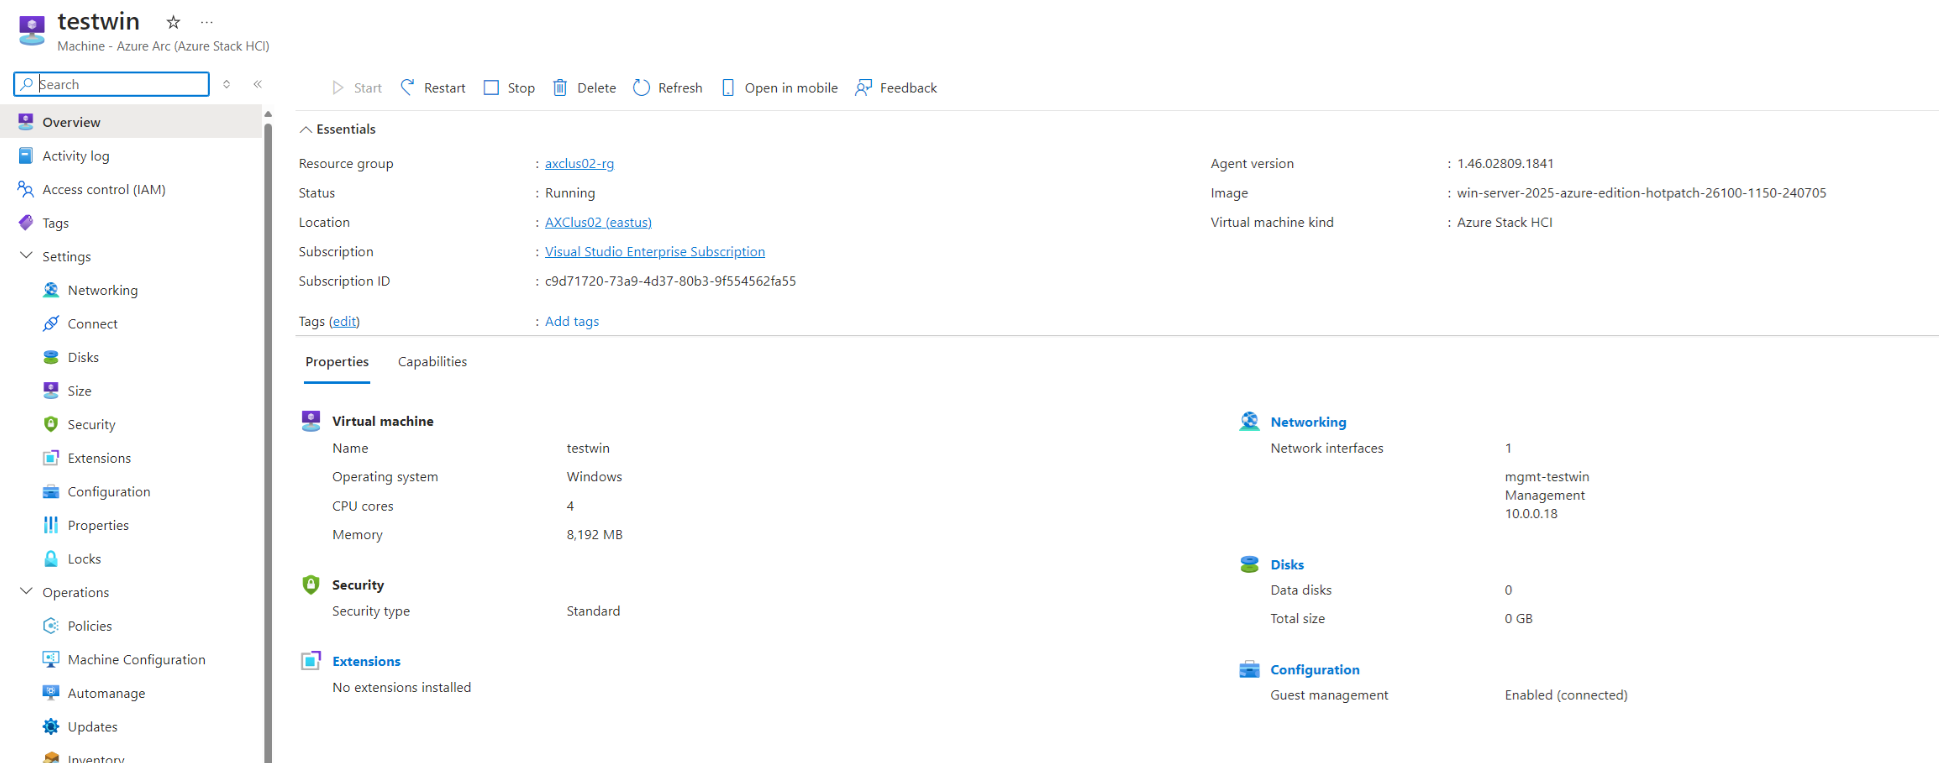 testwin
Machine - Azure Arc (Azure Stack HCI)
Search
Start Restart Stop Delete Refresh Open in mobile Feedback
Overview
Activity log
Access control (IAM)
Tags
Settings
Networking
Connect
Disks
Size
Security
Extensions
Configuration
Properties
Locks
Operations
Policies
Machine Configuration
Automanage
Updates
Inventory
Essentials
Resource group : axclus02-rg
Status : Running
Location : AXClus02 (eastus)
Subscription : Visual Studio Enterprise Subscription
Subscription ID : c9d71720-73a9-4d37-80b3-9f554562fa55
Tags (edit) : Add tags
Agent version : 1.46.02809.1841
Image : win-server-2025-azure-edition-hotpatch-26100-1150-240705
Virtual machine kind : Azure Stack HCI
Properties Capabilities
Virtual machine
Name testwin
Operating system Windows
CPU cores 4
Memory 8,192 MB
Security
Security type Standard
Extensions
No extensions installed
Networking
Network interfaces 1
mgmt-testwin
Management
10.0.0.18
Disks
Data disks 0
Total size 0 GB
Configuration
Guest management Enabled (connected)